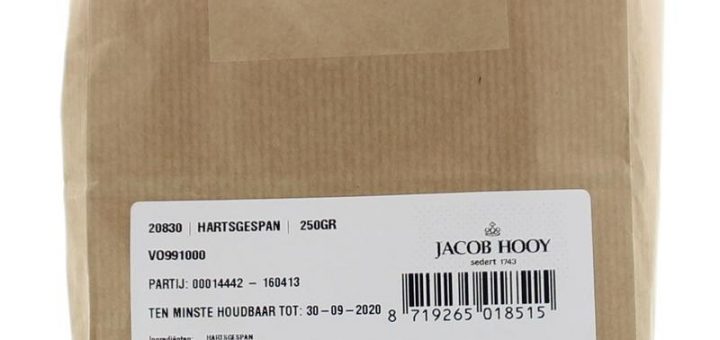 20830 | HARTSGESPAN | 250GR
VO991000
PARTIJ: 00014442 - 160413
TEN MINSTE HOUDBAAR TOT: 30-09-2020
Ingrediënten: HARTSGESPAN
JACOB HOOY
sedert 1743
8 719265 018515